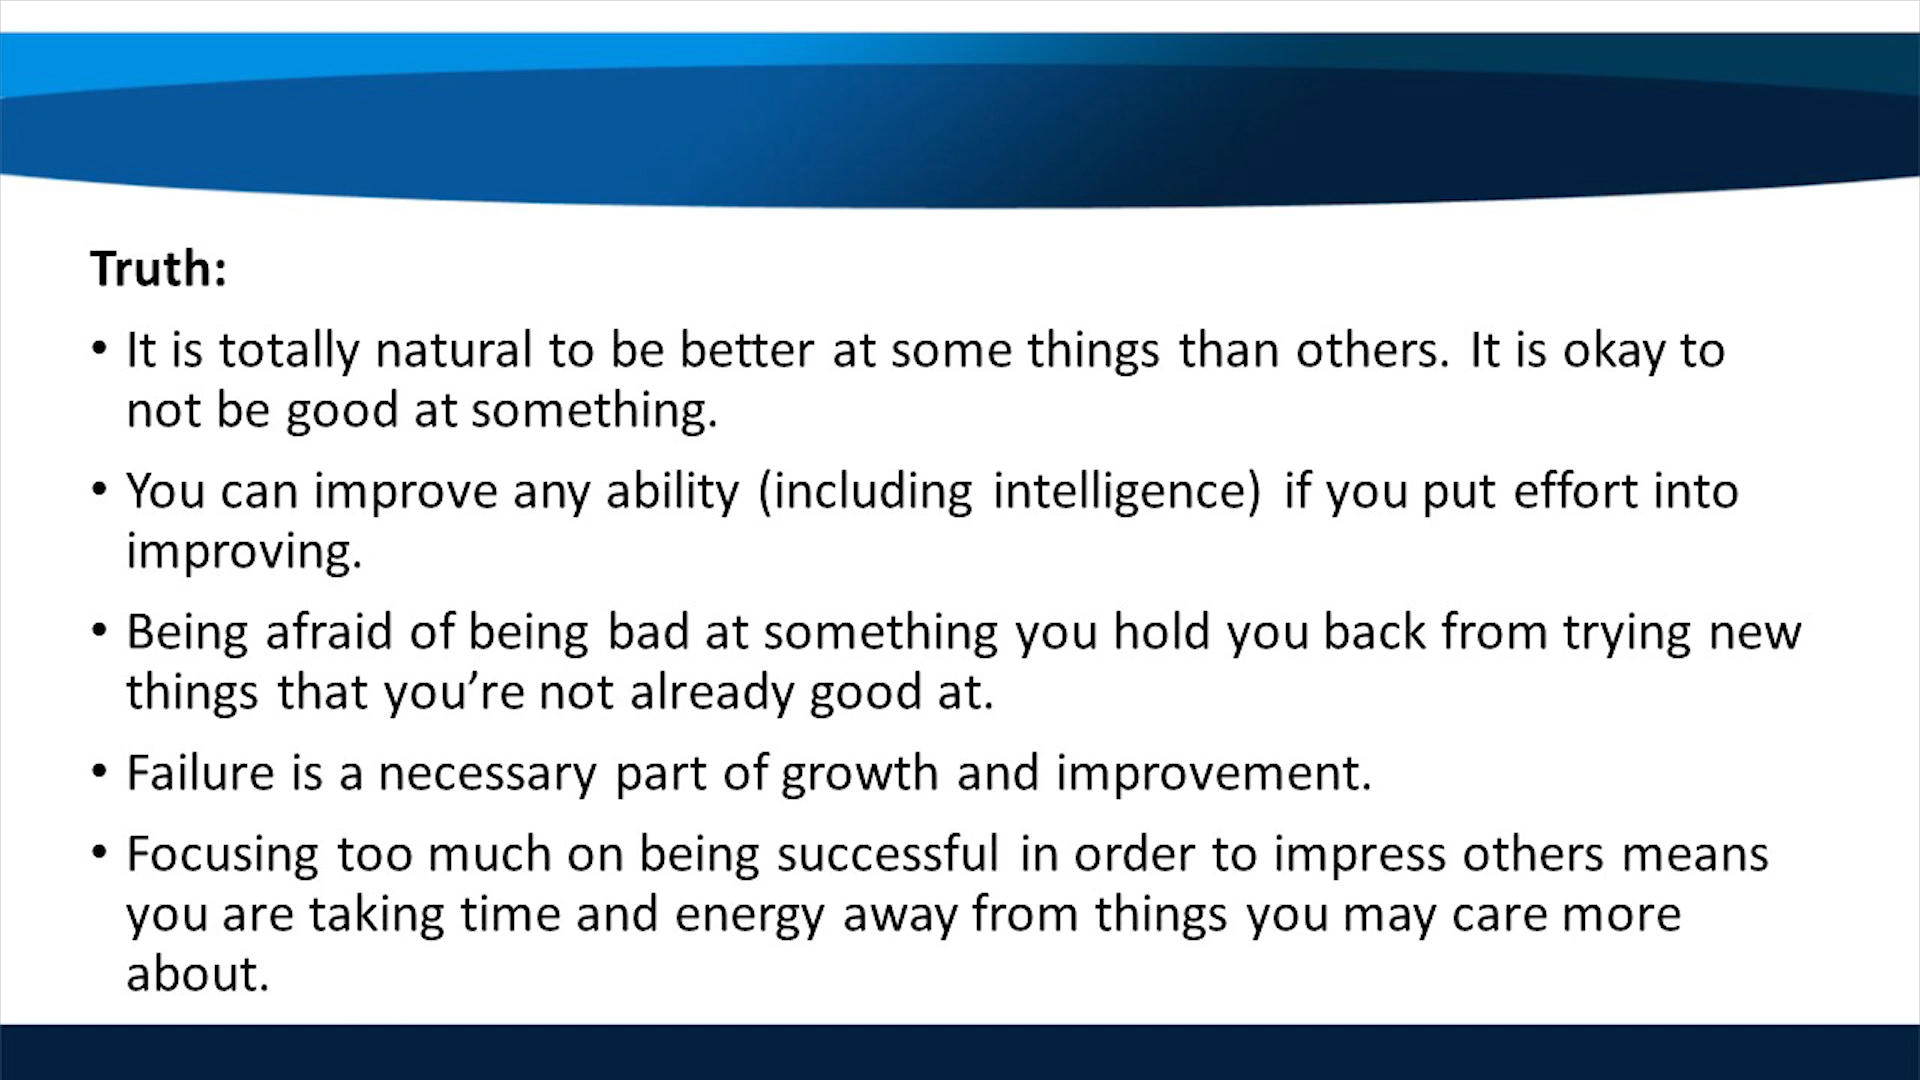 Truth:
• It is totally natural to be better at some things than others. It is okay to
not be good at something.
• You can improve any ability (including intelligence) if you put effort into
improving.
• Being afraid of being bad at something you hold you back from trying new
things that you’re not already good at.
• Failure is a necessary part of growth and improvement.
• Focusing too much on being successful in order to impress others means
you are taking time and energy away from things you may care more
about.